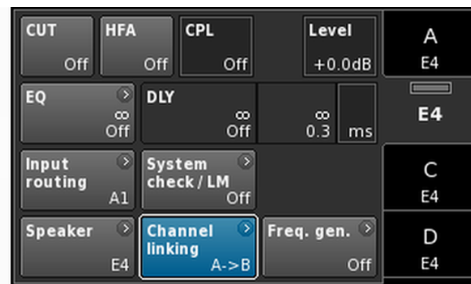 CUT
HFA
CPL
Level
A
Off
Off
Off
+0.0dB
E4
EQ
DLY
E4
∞
∞
∞
Off
Off
0.3
ms
Input
routing
A1
System
check / LM
Off
C
E4
Speaker
E4
Channel
linking
A->B
Freq. gen.
Off
D
E4